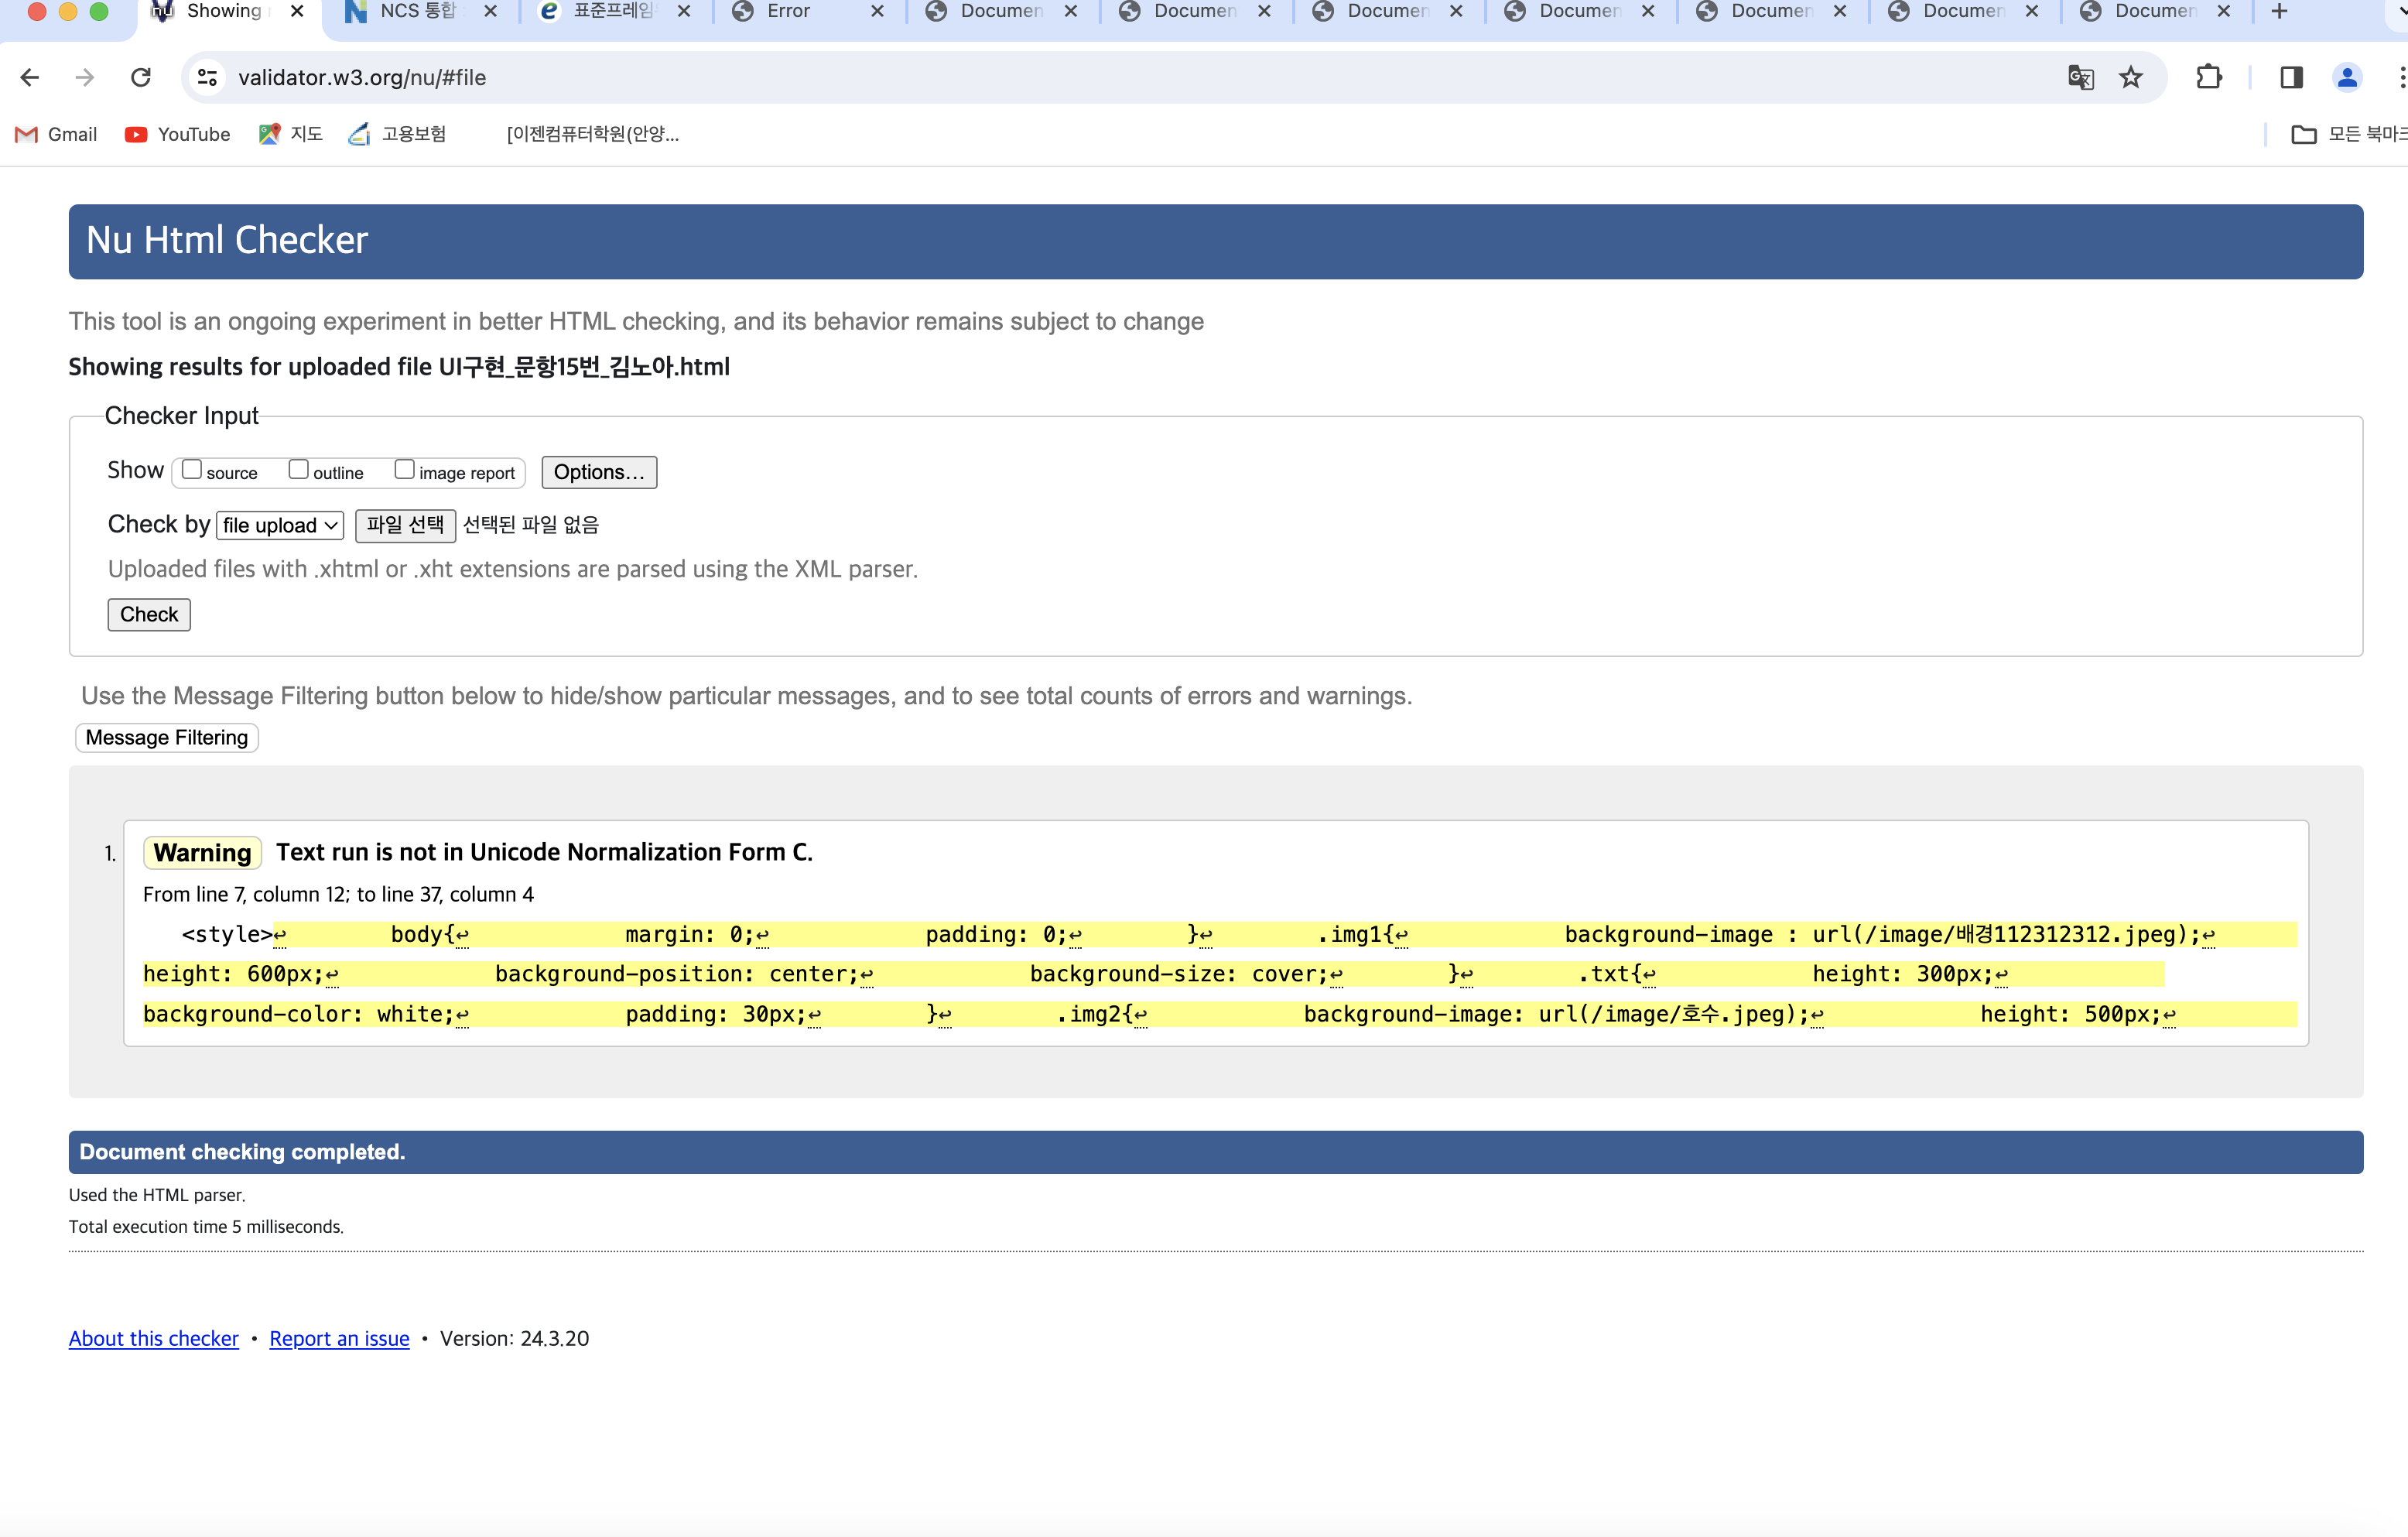 Showing
NCS 통합
표준프레임
Error
Documen
Documen
Documen
Documen
Documen
Documen
Documen
validator.w3.org/nu/#file
Gmail
YouTube
지도
고용보험
[이젠컴퓨터학원(안양...
모든 북마크
Nu Html Checker
This tool is an ongoing experiment in better HTML checking, and its behavior remains subject to change
Showing results for uploaded file UI구현_문항15번_김노아.html
Checker Input
Show source outline image report Options...
Check by file upload 파일 선택 선택된 파일 없음
Uploaded files with .xhtml or .xht extensions are parsed using the XML parser.
Check
Use the Message Filtering button below to hide/show particular messages, and to see total counts of errors and warnings.
Message Filtering
1. Warning Text run is not in Unicode Normalization Form C.
From line 7, column 12; to line 37, column 4
<style>↩ body{↩ margin: 0;↩ padding: 0;↩ }↩ .img1{↩ background-image : url(/image/배경112312312.jpeg);↩
height: 600px;↩ background-position: center;↩ background-size: cover;↩ }↩ .txt{↩ height: 300px;↩
background-color: white;↩ padding: 30px;↩ }↩ .img2{↩ background-image: url(/image/호수.jpeg);↩ height: 500px;↩
Document checking completed.
Used the HTML parser.
Total execution time 5 milliseconds.
About this checker • Report an issue • Version: 24.3.20